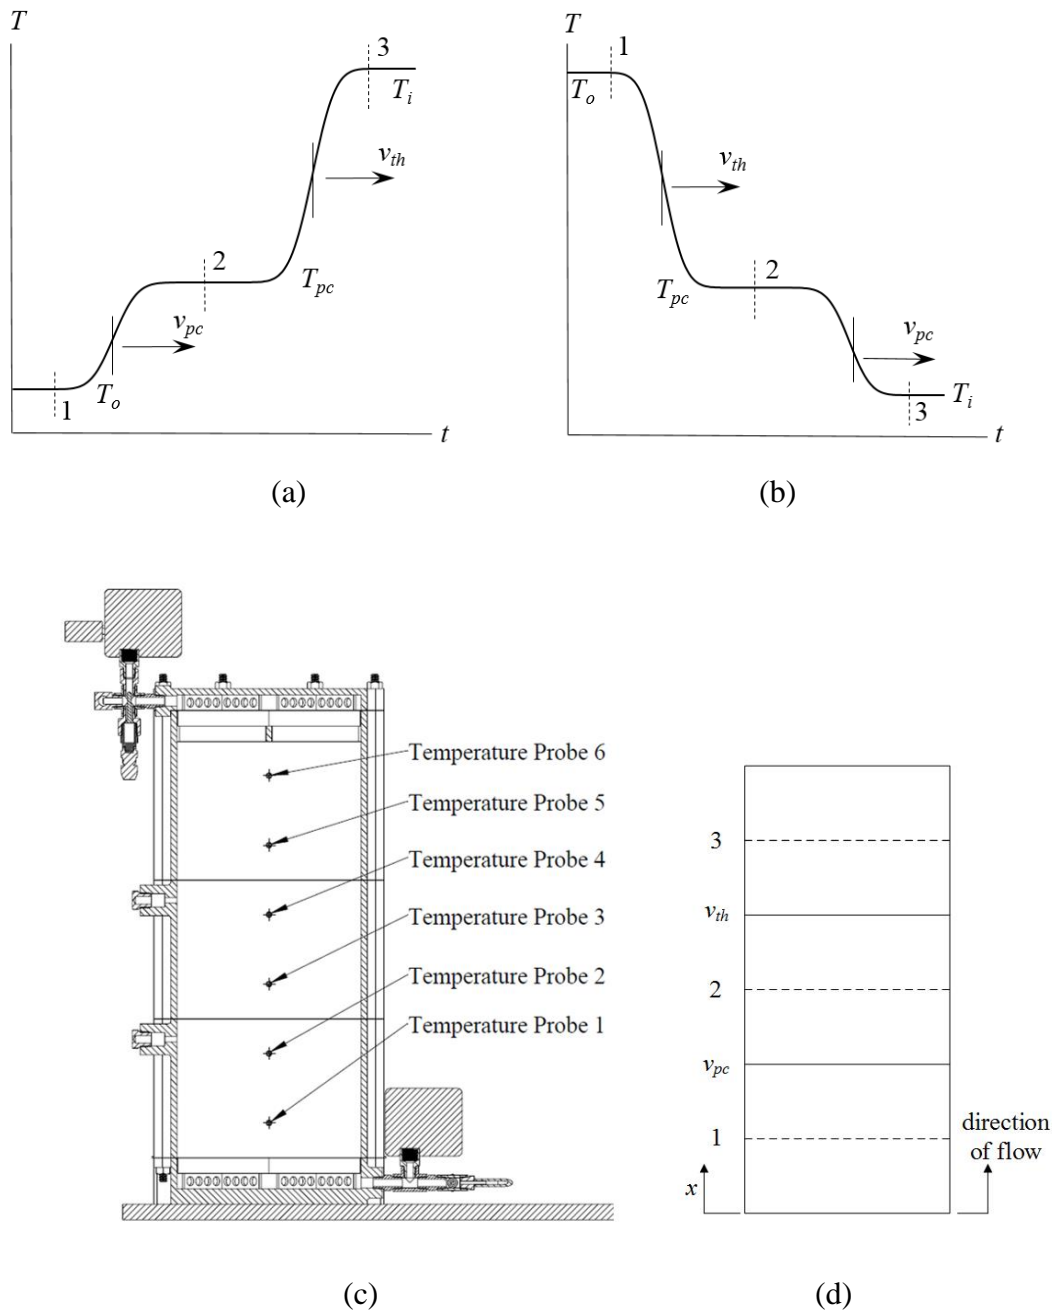 T
3
T_i
v_th
2
T_pc
v_pc
T_o
1
t
(a)
T
1
T_o
v_th
2
T_pc
v_pc
T_i
3
t
(b)
Temperature Probe 6
Temperature Probe 5
Temperature Probe 4
Temperature Probe 3
Temperature Probe 2
Temperature Probe 1
(c)
3
v_th
2
v_pc
1
direction
of flow
x
(d)